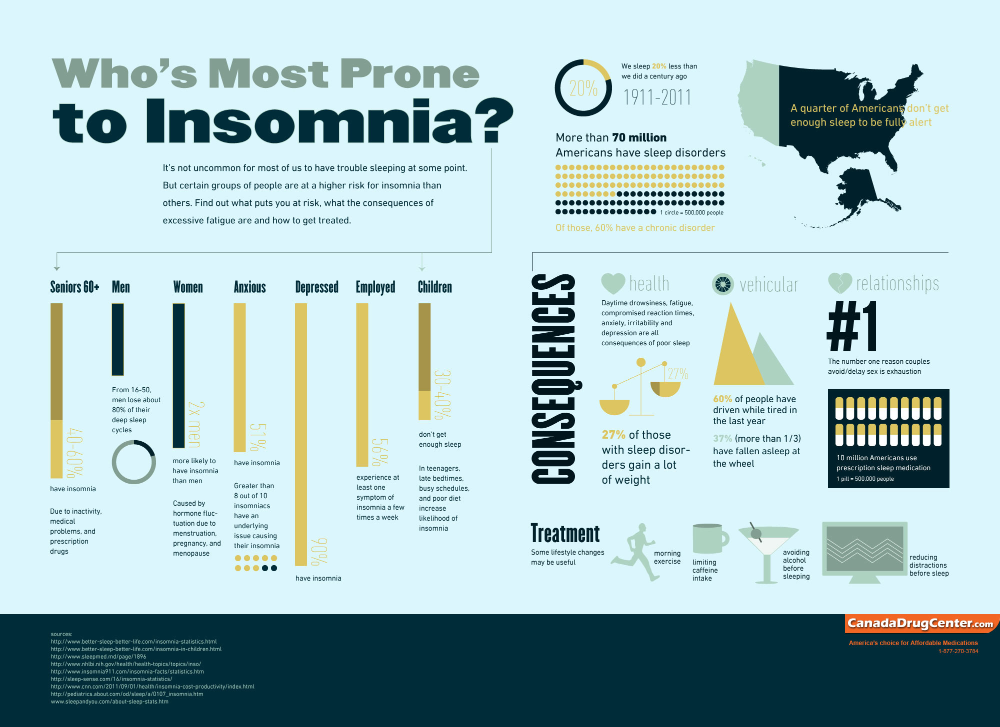 Who's Most Prone
to Insomnia?
It's not uncommon for most of us to have trouble sleeping at some point.
But certain groups of people are at a higher risk for insomnia than
others. Find out what puts you at risk, what the consequences of
excessive fatigue are and how to get treated.
20%
We sleep 20% less than
we did a century ago
1911-2011
More than 70 million
Americans have sleep disorders
1 circle = 500,000 people
Of those, 60% have a chronic disorder
A quarter of Americans don't get
enough sleep to be fully alert
Seniors 60+
40-60%
have insomnia
Due to inactivity,
medical
problems, and
prescription
drugs
Men
From 16-50,
men lose about
80% of their
deep sleep
cycles
Women
2x men
more likely to
have insomnia
than men
Caused by
hormone fluc-
tuation due to
menstruation,
pregnancy, and
menopause
Anxious
51%
have insomnia
Greater than
8 out of 10
insomniacs
have an
underlying
issue causing
their insomnia
Depressed
90%
have insomnia
Employed
56%
experience at
least one
symptom of
insomnia a few
times a week
Children
30-40%
don't get
enough sleep
In teenagers,
late bedtimes,
busy schedules,
and poor diet
increase
likelihood of
insomnia
CONSEQUENCES
health
Daytime drowsiness, fatigue,
compromised reaction times,
anxiety, irritability and
depression are all
consequences of poor sleep
27%
27% of those
with sleep disor-
ders gain a lot
of weight
vehicular
60% of people have
driven while tired in
the last year
37% (more than 1/3)
have fallen asleep at
the wheel
relationships
#1
The number one reason couples
avoid/delay sex is exhaustion
10 million Americans use
prescription sleep medication
1 pill = 500,000 people
Treatment
Some lifestyle changes
may be useful
morning
exercise
limiting
caffeine
intake
avoiding
alcohol
before
sleeping
reducing
distractions
before sleep
sources:
http://www.better-sleep-better-life.com/insomnia-statistics.html
http://www.better-sleep-better-life.com/insomnia-in-children.html
http://www.sleepmed.md/page/1896
http://www.nhlbi.nih.gov/health/health-topics/topics/inso/
http://www.insomnia911.com/insomnia-facts/statistics.htm
http://sleep-sense.com/16/insomnia-statistics/
http://www.cnn.com/2011/09/01/health/insomnia-cost-productivity/index.html
http://pediatrics.about.com/od/sleep/a/0107_insomnia.htm
www.sleepandyou.com/about-sleep-stats.htm
CanadaDrugCenter.com
America's choice for Affordable Medications
1-877-270-3784